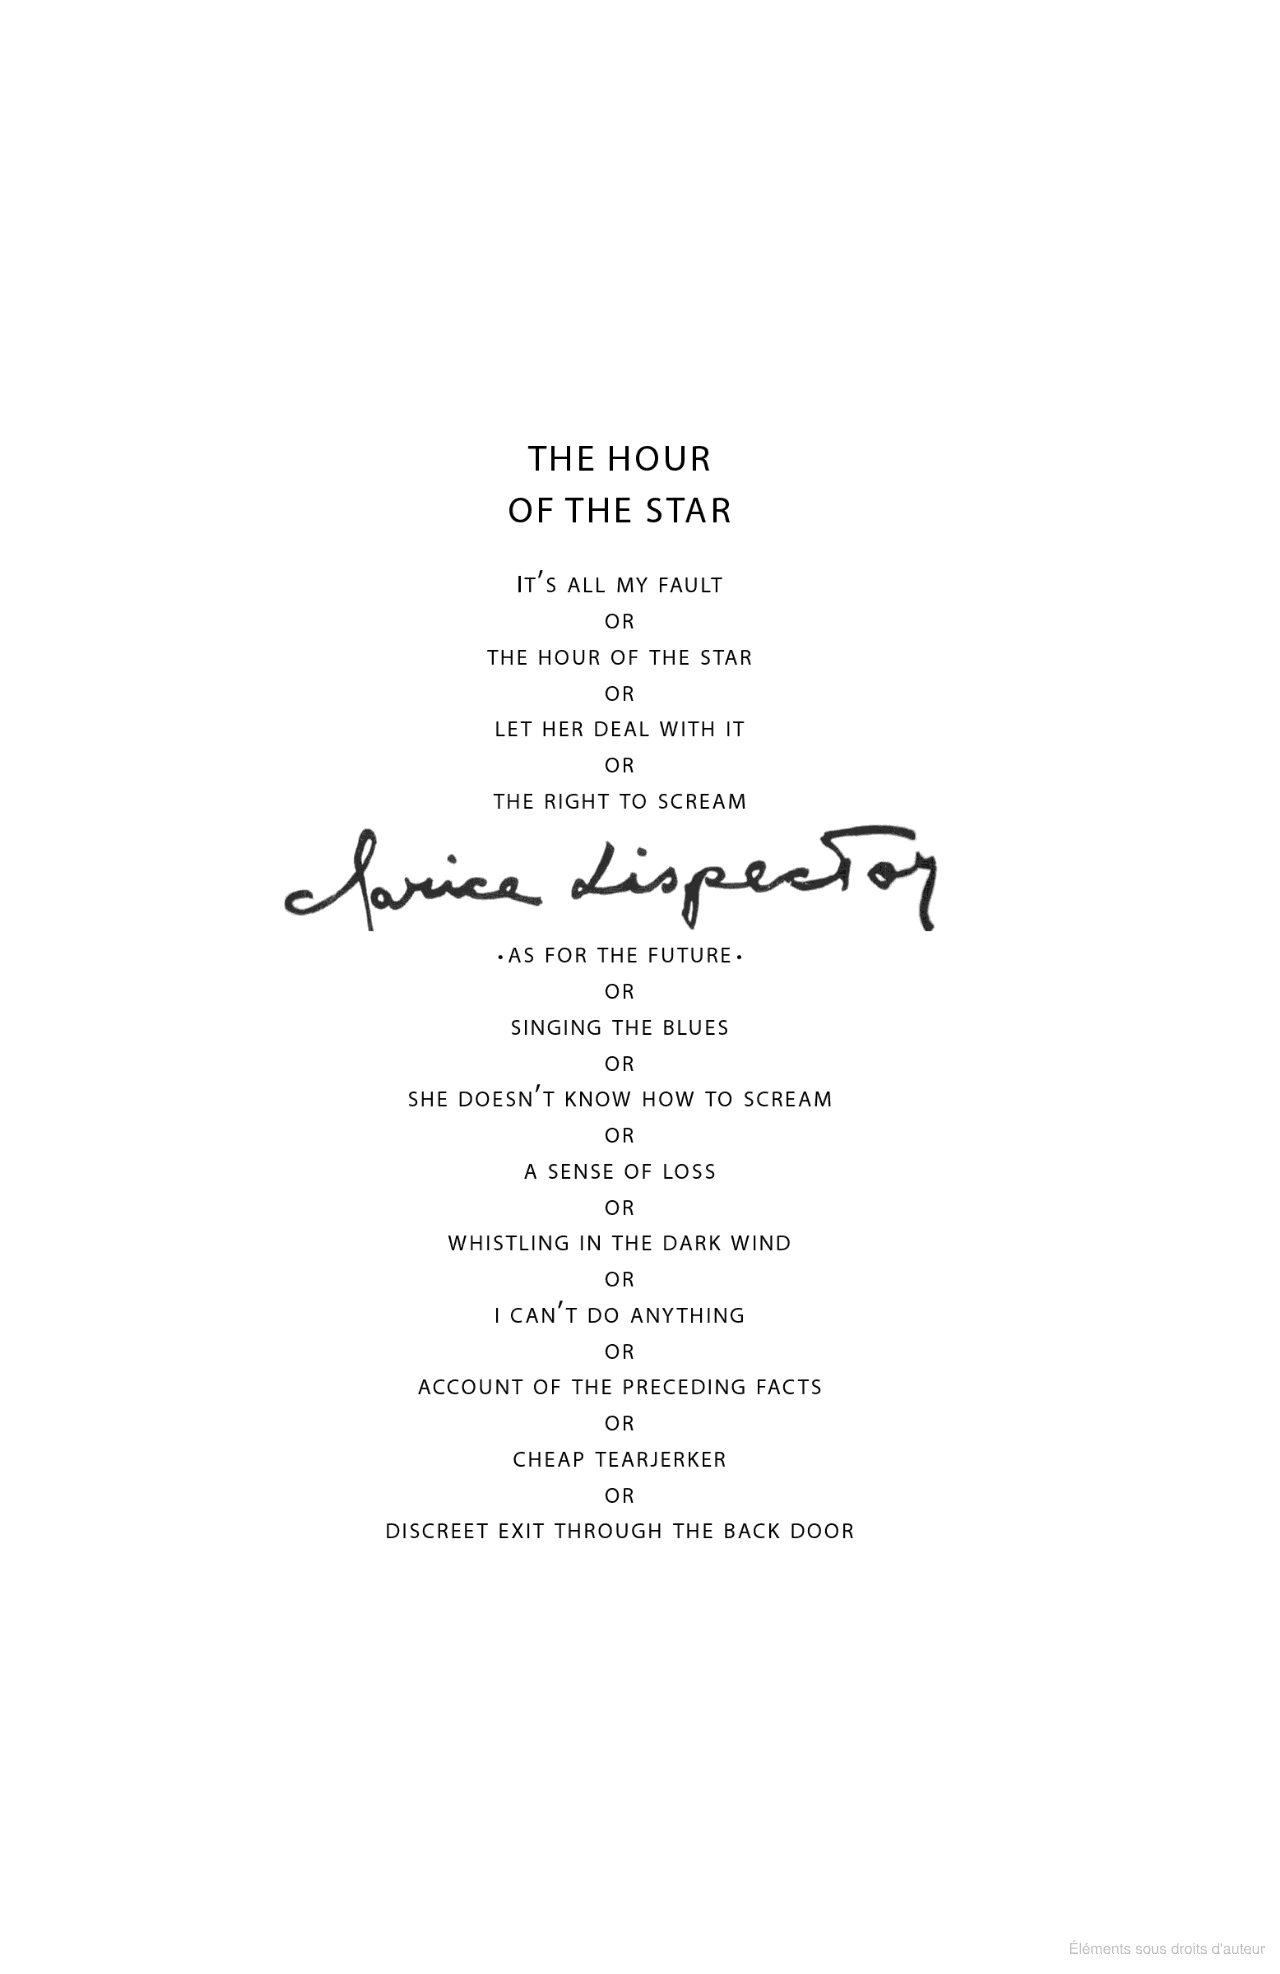 THE HOUR
OF THE STAR
IT'S ALL MY FAULT
OR
THE HOUR OF THE STAR
OR
LET HER DEAL WITH IT
OR
THE RIGHT TO SCREAM
Clarice Lispector
.AS FOR THE FUTURE.
OR
SINGING THE BLUES
OR
SHE DOESN'T KNOW HOW TO SCREAM
OR
A SENSE OF LOSS
OR
WHISTLING IN THE DARK WIND
OR
I CAN'T DO ANYTHING
OR
ACCOUNT OF THE PRECEDING FACTS
OR
CHEAP TEARJERKER
OR
DISCREET EXIT THROUGH THE BACK DOOR
Éléments sous droits d'auteur